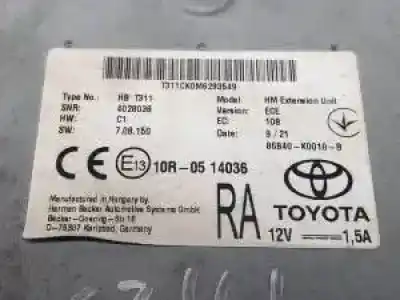 T311CK0M6293549
Type No.: HB T311
SNR: 4028036
HW: C1
SW: 7.08.150
Model: HM Extension Unit
Version: ECE
EC: 108
Date: 9 / 21
86840-K0010-B
CE E13 10R-05 14036
Manufactured in Hungary by:
Harman Becker Automotive Systems GmbH
Becker-Goering-Str 16
D-76307 Karlsbad, Germany
RA
TOYOTA
12V — 1,5A